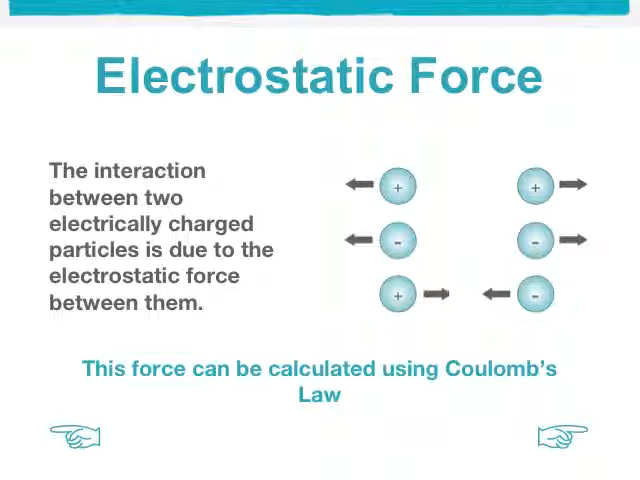 Electrostatic Force
The interaction
between two
electrically charged
particles is due to the
electrostatic force
between them.
+ +
- -
+ -
This force can be calculated using Coulomb’s
Law